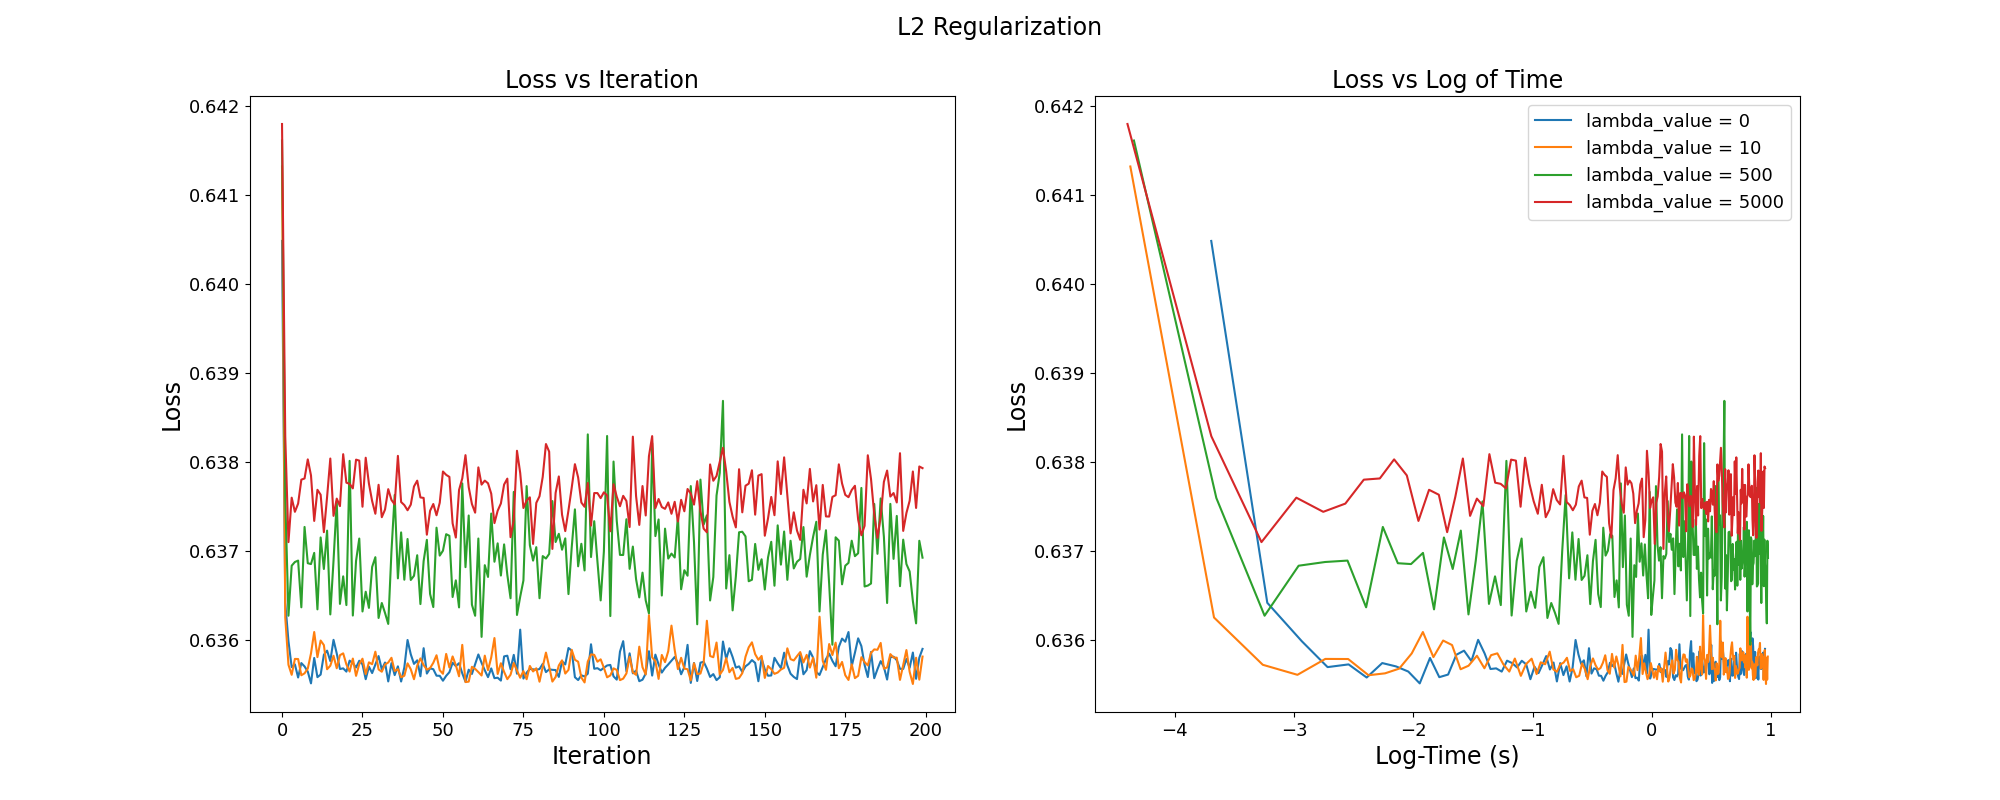 L2 Regularization
Loss vs Iteration
0.642
0.641
0.640
0.639
0.638
0.637
0.636
Loss
0 25 50 75 100 125 150 175 200
Iteration
Loss vs Log of Time
0.642
0.641
0.640
0.639
0.638
0.637
0.636
Loss
lambda_value = 0
lambda_value = 10
lambda_value = 500
lambda_value = 5000
−4 −3 −2 −1 0 1
Log-Time (s)